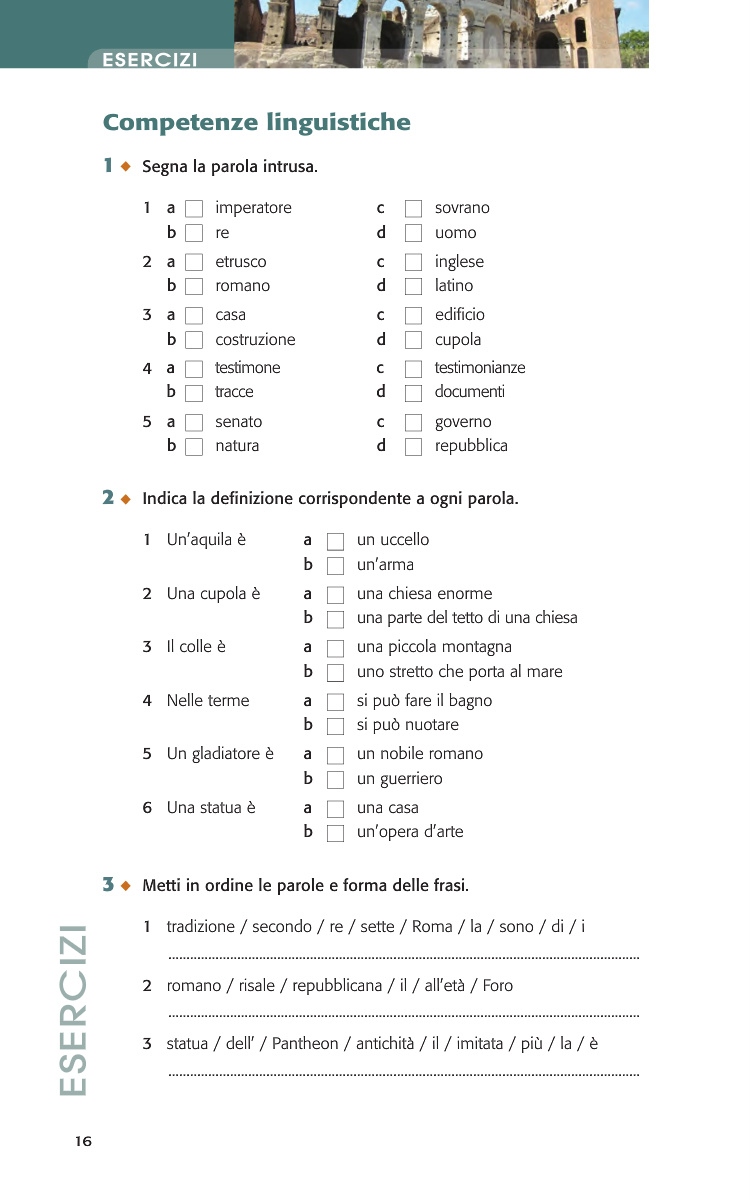 ESERCIZI
Competenze linguistiche
1 ◆ Segna la parola intrusa.
1 a imperatore c sovrano
b re d uomo
2 a etrusco c inglese
b romano d latino
3 a casa c edificio
b costruzione d cupola
4 a testimone c testimonianze
b tracce d documenti
5 a senato c governo
b natura d repubblica
2 ◆ Indica la definizione corrispondente a ogni parola.
1 Un'aquila è a un uccello
b un'arma
2 Una cupola è a una chiesa enorme
b una parte del tetto di una chiesa
3 Il colle è a una piccola montagna
b uno stretto che porta al mare
4 Nelle terme a si può fare il bagno
b si può nuotare
5 Un gladiatore è a un nobile romano
b un guerriero
6 Una statua è a una casa
b un'opera d'arte
3 ◆ Metti in ordine le parole e forma delle frasi.
1 tradizione / secondo / re / sette / Roma / la / sono / di / i
2 romano / risale / repubblicana / il / all'età / Foro
3 statua / dell' / Pantheon / antichità / il / imitata / più / la / è
ESERCIZI
16